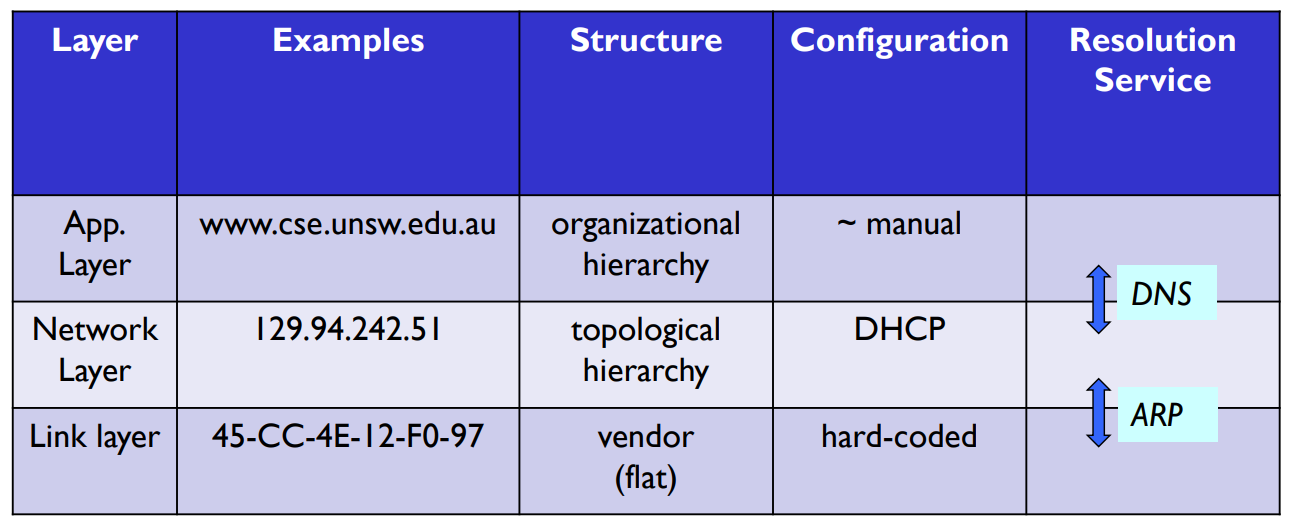 Layer Examples Structure Configuration Resolution
Service
App. www.cse.unsw.edu.au organizational ~ manual
Layer hierarchy
DNS
Network 129.94.242.51 topological DHCP
Layer hierarchy
ARP
Link layer 45-CC-4E-12-F0-97 vendor hard-coded
(flat)